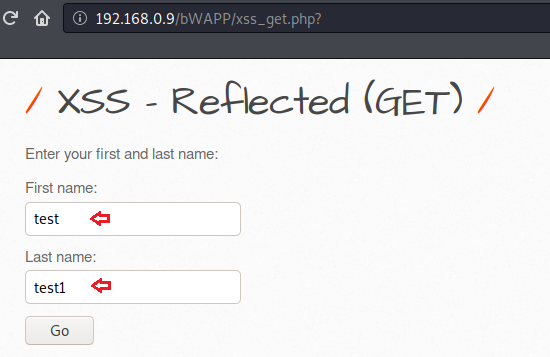 192.168.0.9/bWAPP/xss_get.php?
/ XSS - Reflected (GET) /
Enter your first and last name:
First name:
test
Last name:
test1
Go